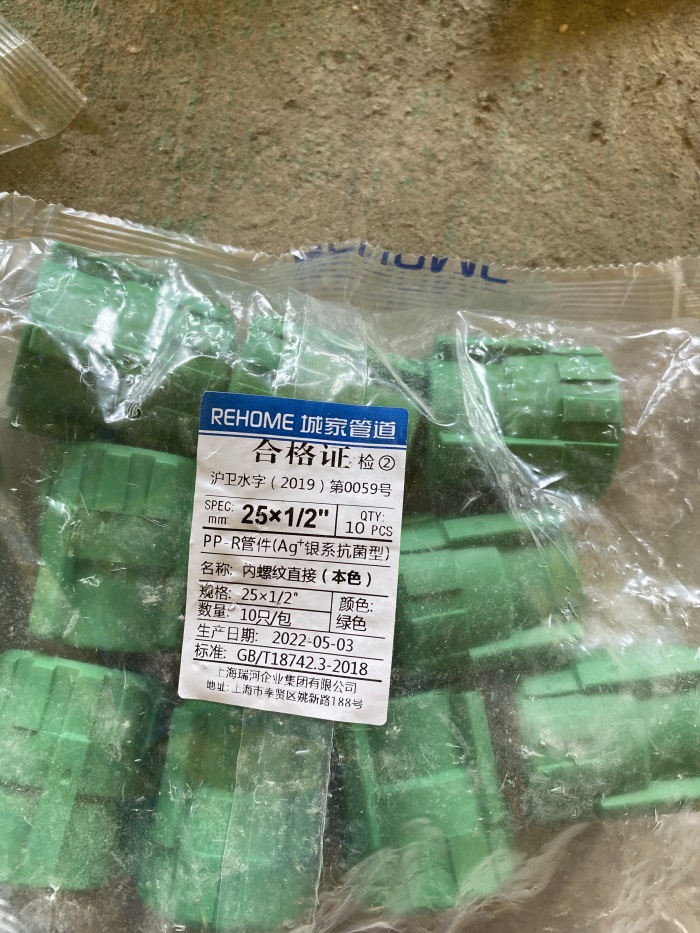 REHOME
REHOME 城家管道
合格证 检②
沪卫水字（2019）第0059号
SPEC: mm 25×1/2" QTY: 10 PCS
PP-R管件(Ag⁺银系抗菌型)
名称: 内螺纹直接（本色）
规格: 25×1/2" 颜色:
数量: 10只/包 绿色
生产日期: 2022-05-03
标准: GB/T18742.3-2018
上海瑞河企业集团有限公司
地址: 上海市奉贤区姚新路188号